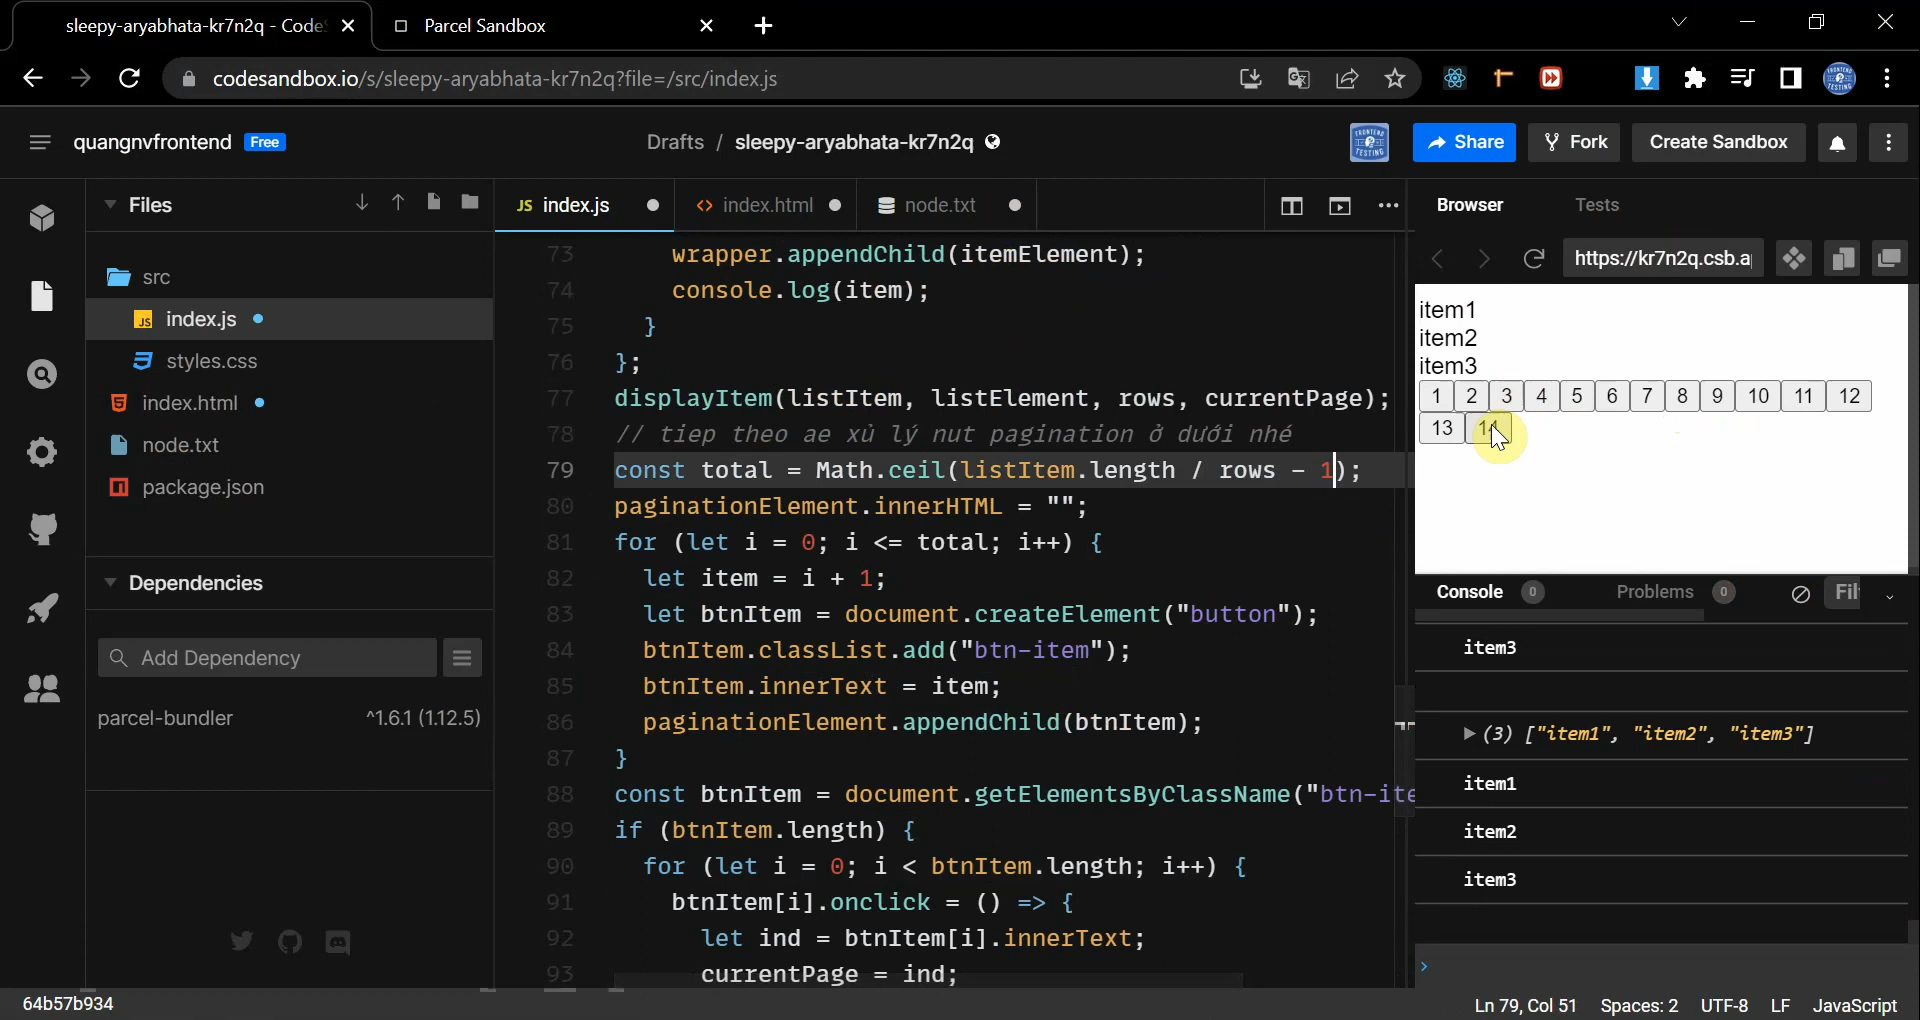 sleepy-aryabhata-kr7n2q - Code
Parcel Sandbox
codesandbox.io/s/sleepy-aryabhata-kr7n2q?file=/src/index.js
quangnvfrontend Free
Drafts / sleepy-aryabhata-kr7n2q
FRONTEND TESTING
Share
Fork
Create Sandbox
Files
src
JS index.js
styles.css
index.html
node.txt
package.json
Dependencies
Add Dependency
parcel-bundler ^1.6.1 (1.12.5)
JS index.js
<> index.html
node.txt
73 wrapper.appendChild(itemElement);
74 console.log(item);
75 }
76 };
77 displayItem(listItem, listElement, rows, currentPage);
78 // tiep theo ae xủ lý nut pagination ở dưới nhé
79 const total = Math.ceil(listItem.length / rows - 1);
80 paginationElement.innerHTML = "";
81 for (let i = 0; i <= total; i++) {
82 let item = i + 1;
83 let btnItem = document.createElement("button");
84 btnItem.classList.add("btn-item");
85 btnItem.innerText = item;
86 paginationElement.appendChild(btnItem);
87 }
88 const btnItem = document.getElementsByClassName("btn-ite
89 if (btnItem.length) {
90 for (let i = 0; i < btnItem.length; i++) {
91 btnItem[i].onclick = () => {
92 let ind = btnItem[i].innerText;
93 currentPage = ind;
Browser
Tests
https://kr7n2q.csb.a
item1
item2
item3
1 2 3 4 5 6 7 8 9 10 11 12
13 14
Console 0
Problems 0
Fil
item3
(3) ["item1", "item2", "item3"]
item1
item2
item3
64b57b934
Ln 79, Col 51 Spaces: 2 UTF-8 LF JavaScript